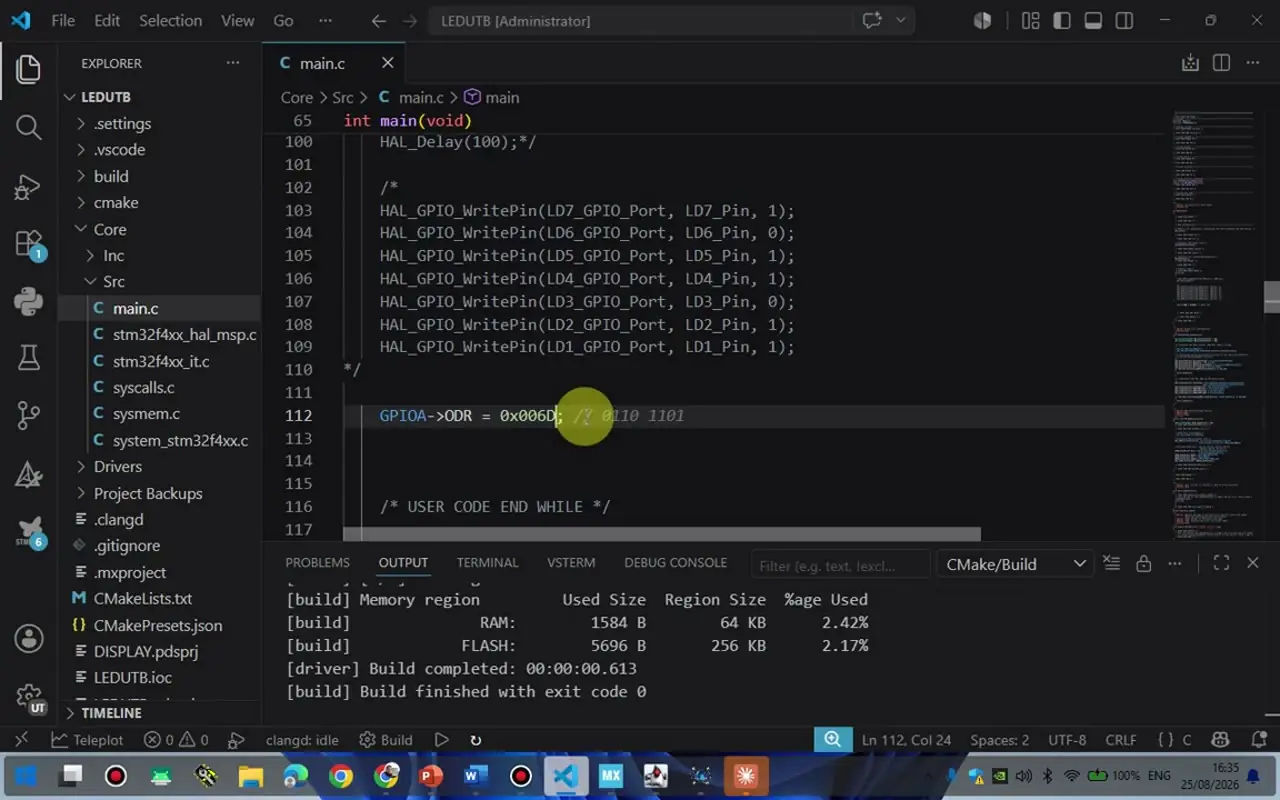 File Edit Selection View Go ··· LEDUTB [Administrator]
EXPLORER ···
LEDUTB
.settings
.vscode
build
cmake
Core
Inc
Src
C main.c
C stm32f4xx_hal_msp.c
C stm32f4xx_it.c
C syscalls.c
C sysmem.c
C system_stm32f4xx.c
Drivers
Project Backups
.clangd
.gitignore
.mxproject
M CMakeLists.txt
{} CMakePresets.json
DISPLAY.pdsprj
LEDUTB.ioc
TIMELINE
1
STM
6
UT
C main.c
Core > Src > C main.c > main
65 int main(void)
100 HAL_Delay(100);*/
101
102 /*
103 HAL_GPIO_WritePin(LD7_GPIO_Port, LD7_Pin, 1);
104 HAL_GPIO_WritePin(LD6_GPIO_Port, LD6_Pin, 0);
105 HAL_GPIO_WritePin(LD5_GPIO_Port, LD5_Pin, 1);
106 HAL_GPIO_WritePin(LD4_GPIO_Port, LD4_Pin, 1);
107 HAL_GPIO_WritePin(LD3_GPIO_Port, LD3_Pin, 0);
108 HAL_GPIO_WritePin(LD2_GPIO_Port, LD2_Pin, 1);
109 HAL_GPIO_WritePin(LD1_GPIO_Port, LD1_Pin, 1);
110 */
111
112 GPIOA->ODR = 0x006D; // 0110 1101
113
114
115
116 /* USER CODE END WHILE */
117
PROBLEMS OUTPUT TERMINAL VSTERM DEBUG CONSOLE Filter (e.g. text, !excl... CMake/Build
[build] Memory region Used Size Region Size %age Used
[build] RAM: 1584 B 64 KB 2.42%
[build] FLASH: 5696 B 256 KB 2.17%
[driver] Build completed: 00:00:00.613
[build] Build finished with exit code 0
Teleplot 0 0 clangd: idle Build Ln 112, Col 24 Spaces: 2 UTF-8 CRLF {} C
P W MX 100% ENG 16:35
25/08/2026